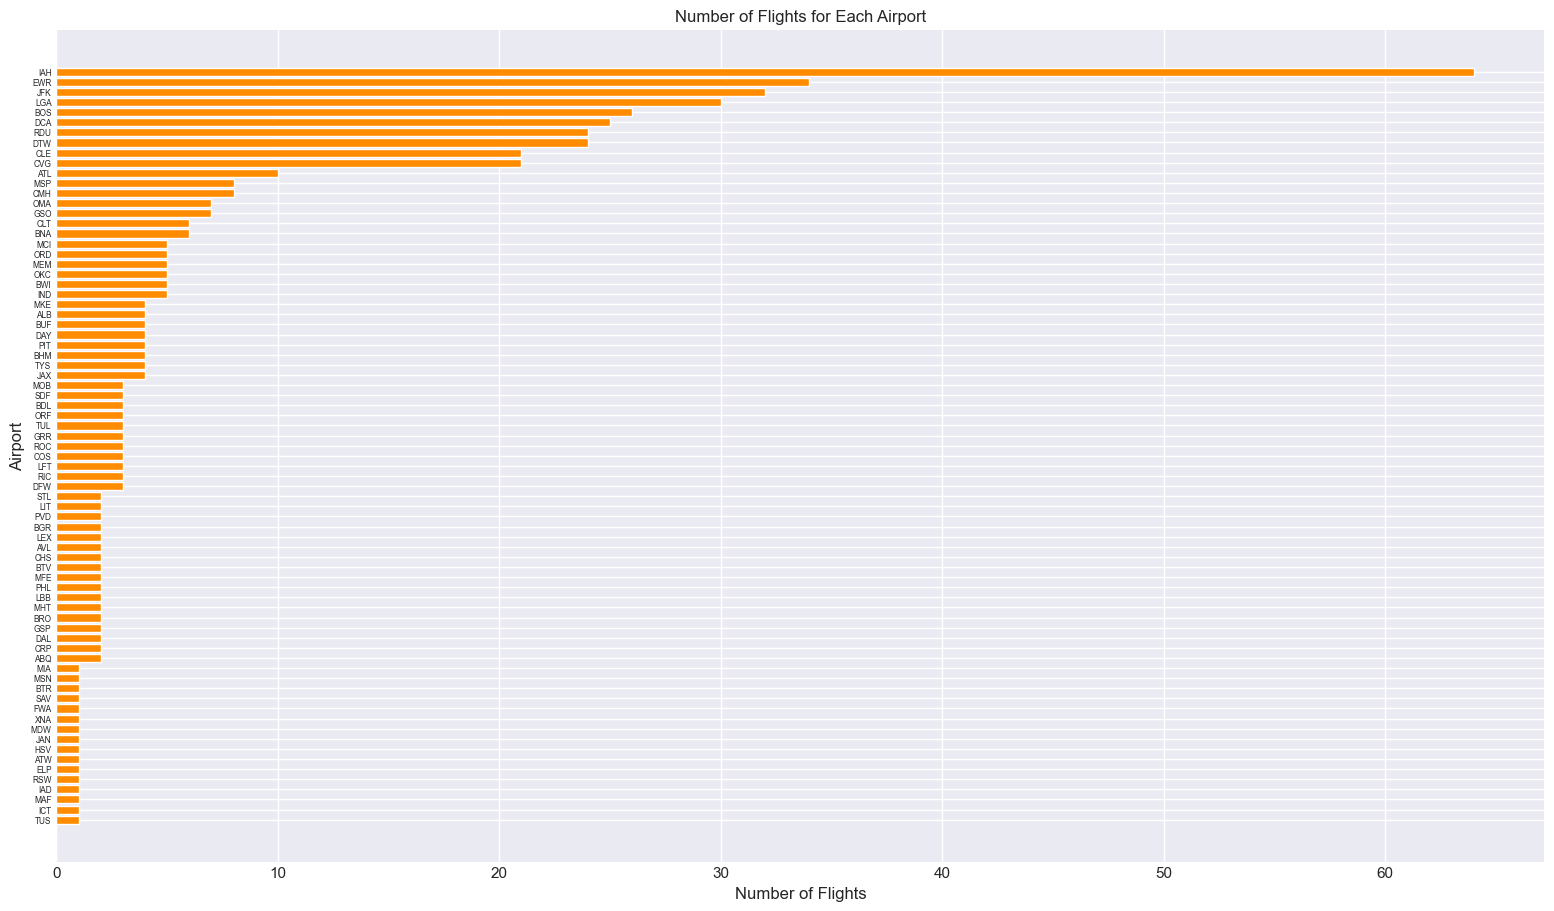 Number of Flights for Each Airport
IAH
EWR
JFK
LGA
BOS
DCA
RDU
DTW
CLE
CVG
ATL
MSP
CMH
OMA
GSO
CLT
BNA
MCI
ORD
MEM
OKC
BWI
IND
MKE
ALB
BUF
DAY
PIT
BHM
TYS
JAX
MOB
SDF
BDL
ORF
TUL
GRR
ROC
COS
LFT
RIC
DFW
STL
LIT
PVD
BGR
LEX
AVL
CHS
BTV
MFE
PHL
LBB
MHT
BRO
GSP
DAL
CRP
ABQ
MIA
MSN
BTR
SAV
FWA
XNA
MDW
JAN
HSV
ATW
ELP
RSW
IAD
MAF
ICT
TUS
Airport
0 10 20 30 40 50 60
Number of Flights